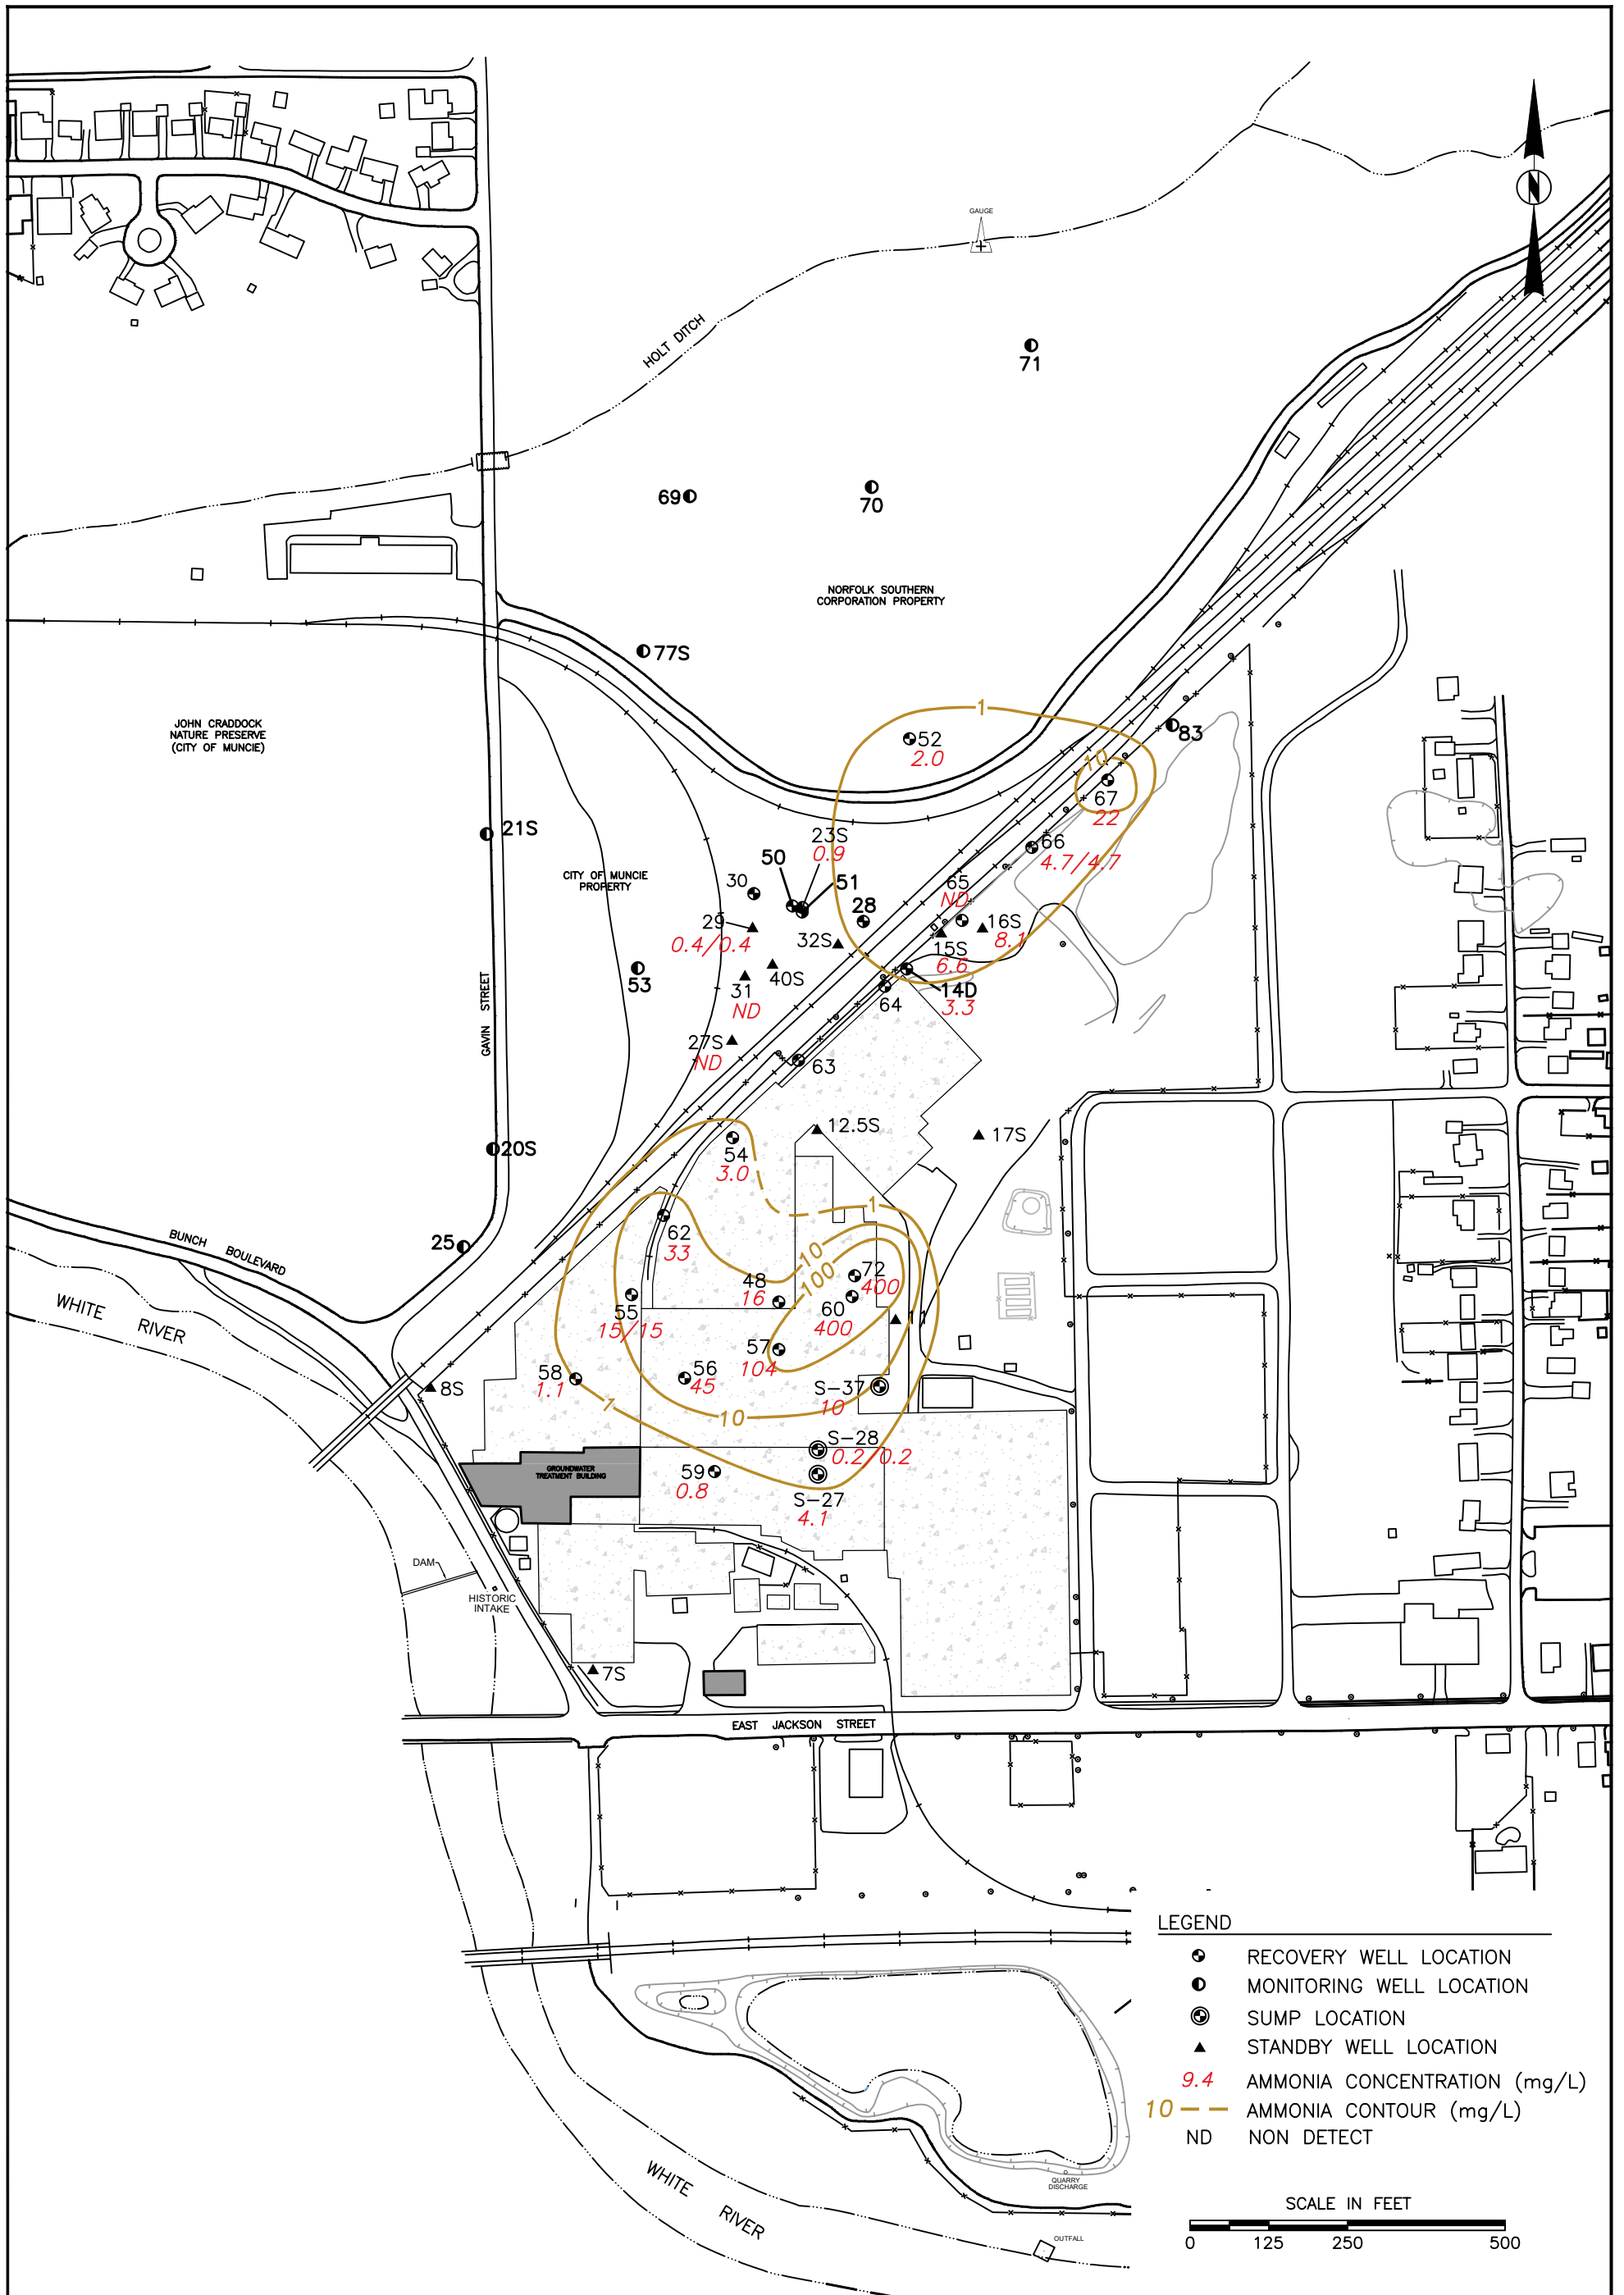 GAUGE
HOLT DITCH
71
69
70
NORFOLK SOUTHERN
CORPORATION PROPERTY
77S
JOHN CRADDOCK
NATURE PRESERVE
(CITY OF MUNCIE)
1
52
2.0
83
10
67
22
21S
23S
0.9
50
51
66
4.7/4.7
CITY OF MUNCIE
PROPERTY
30
65
ND
28
29
0.4/0.4
32S
16S
8.1
15S
6.6
53
40S
31
ND
14D
3.3
64
GAVIN STREET
27S
ND
63
12.5S
17S
20S
54
3.0
1
62
33
25
BUNCH BOULEVARD
10
100
72
400
48
16
60
400
WHITE RIVER
55
15/15
11
57
104
58
1.1
56
45
S-37
10
8S
1
10
S-28
0.2/0.2
GROUNDWATER
TREATMENT BUILDING
59
0.8
S-27
4.1
DAM
HISTORIC
INTAKE
7S
EAST JACKSON STREET
LEGEND
RECOVERY WELL LOCATION
MONITORING WELL LOCATION
SUMP LOCATION
STANDBY WELL LOCATION
9.4 AMMONIA CONCENTRATION (mg/L)
10 AMMONIA CONTOUR (mg/L)
ND NON DETECT
QUARRY
DISCHARGE
WHITE RIVER
OUTFALL
SCALE IN FEET
0 125 250 500
N